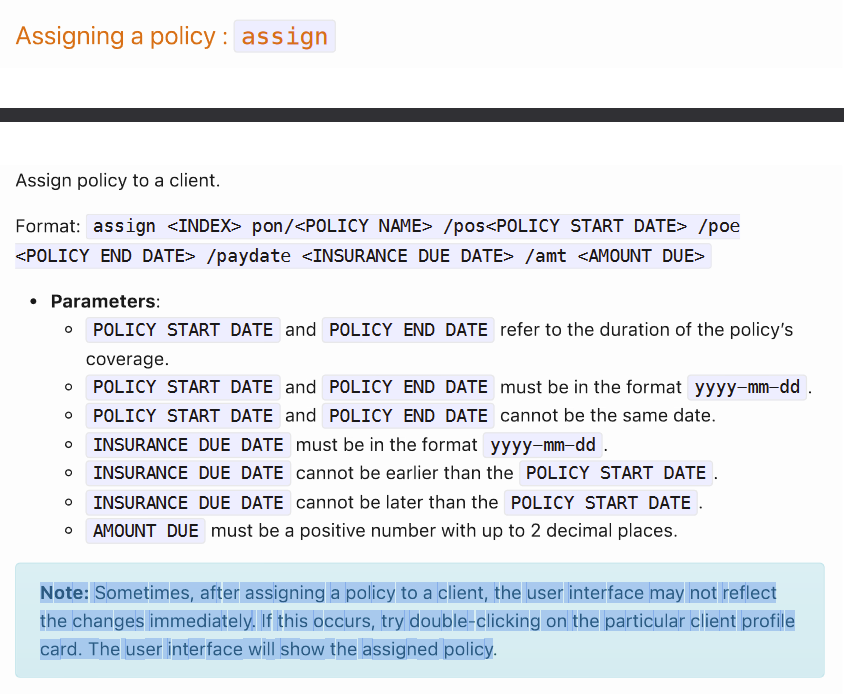 Assigning a policy : assign
Assign policy to a client.
Format: assign <INDEX> pon/<POLICY NAME> /pos<POLICY START DATE> /poe
<POLICY END DATE> /paydate <INSURANCE DUE DATE> /amt <AMOUNT DUE>
• Parameters:
◦ POLICY START DATE and POLICY END DATE refer to the duration of the policy’s
coverage.
◦ POLICY START DATE and POLICY END DATE must be in the format yyyy-mm-dd .
◦ POLICY START DATE and POLICY END DATE cannot be the same date.
◦ INSURANCE DUE DATE must be in the format yyyy-mm-dd .
◦ INSURANCE DUE DATE cannot be earlier than the POLICY START DATE .
◦ INSURANCE DUE DATE cannot be later than the POLICY START DATE .
◦ AMOUNT DUE must be a positive number with up to 2 decimal places.
Note: Sometimes, after assigning a policy to a client, the user interface may not reflect
the changes immediately. If this occurs, try double-clicking on the particular client profile
card. The user interface will show the assigned policy.